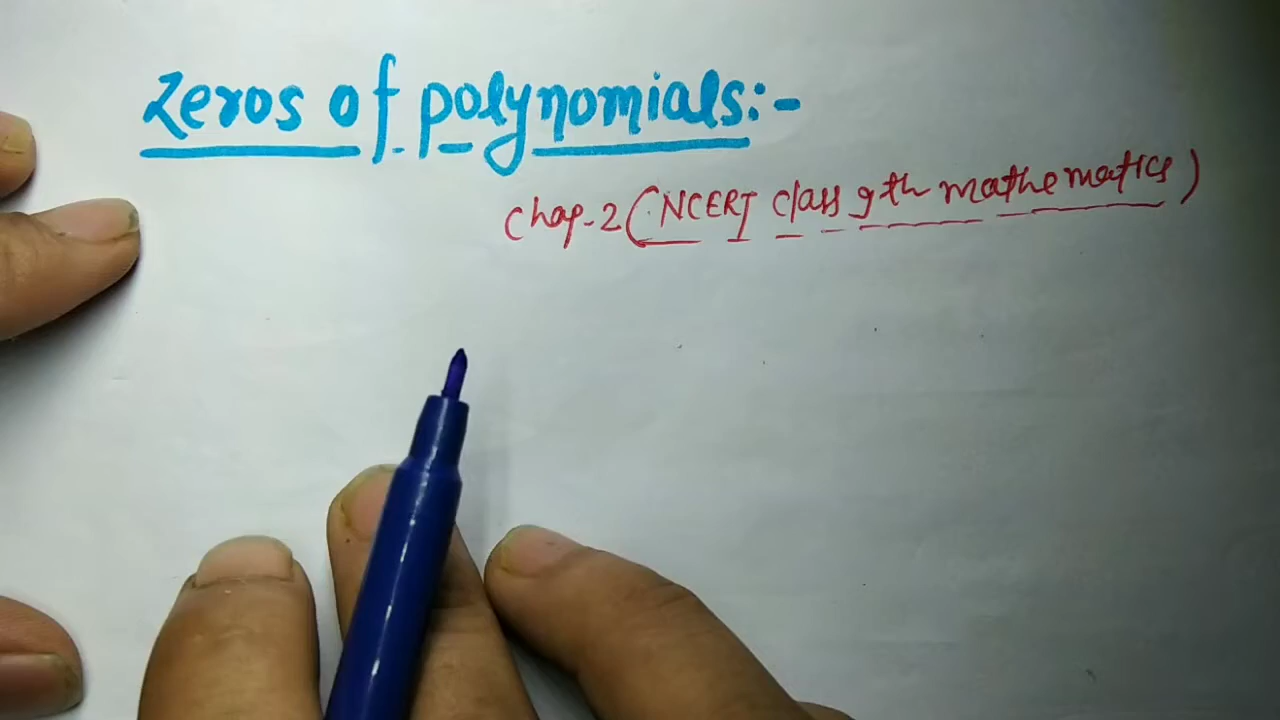 Zeros of polynomials:-
Chap-2 (NCERT class 9th mathematics)